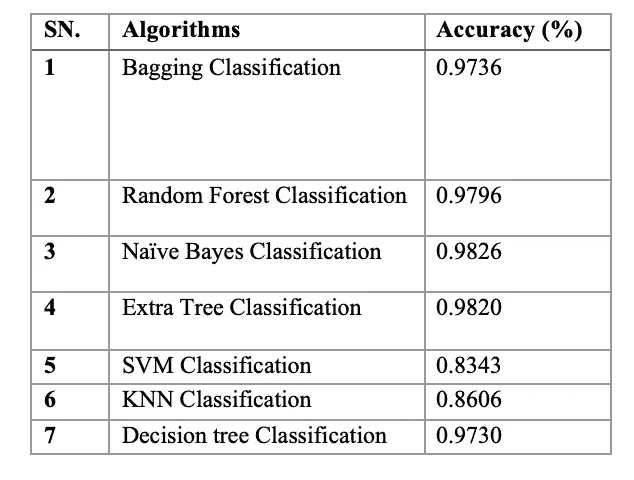 SN. Algorithms Accuracy (%)
1 Bagging Classification 0.9736
2 Random Forest Classification 0.9796
3 Naïve Bayes Classification 0.9826
4 Extra Tree Classification 0.9820
5 SVM Classification 0.8343
6 KNN Classification 0.8606
7 Decision tree Classification 0.9730